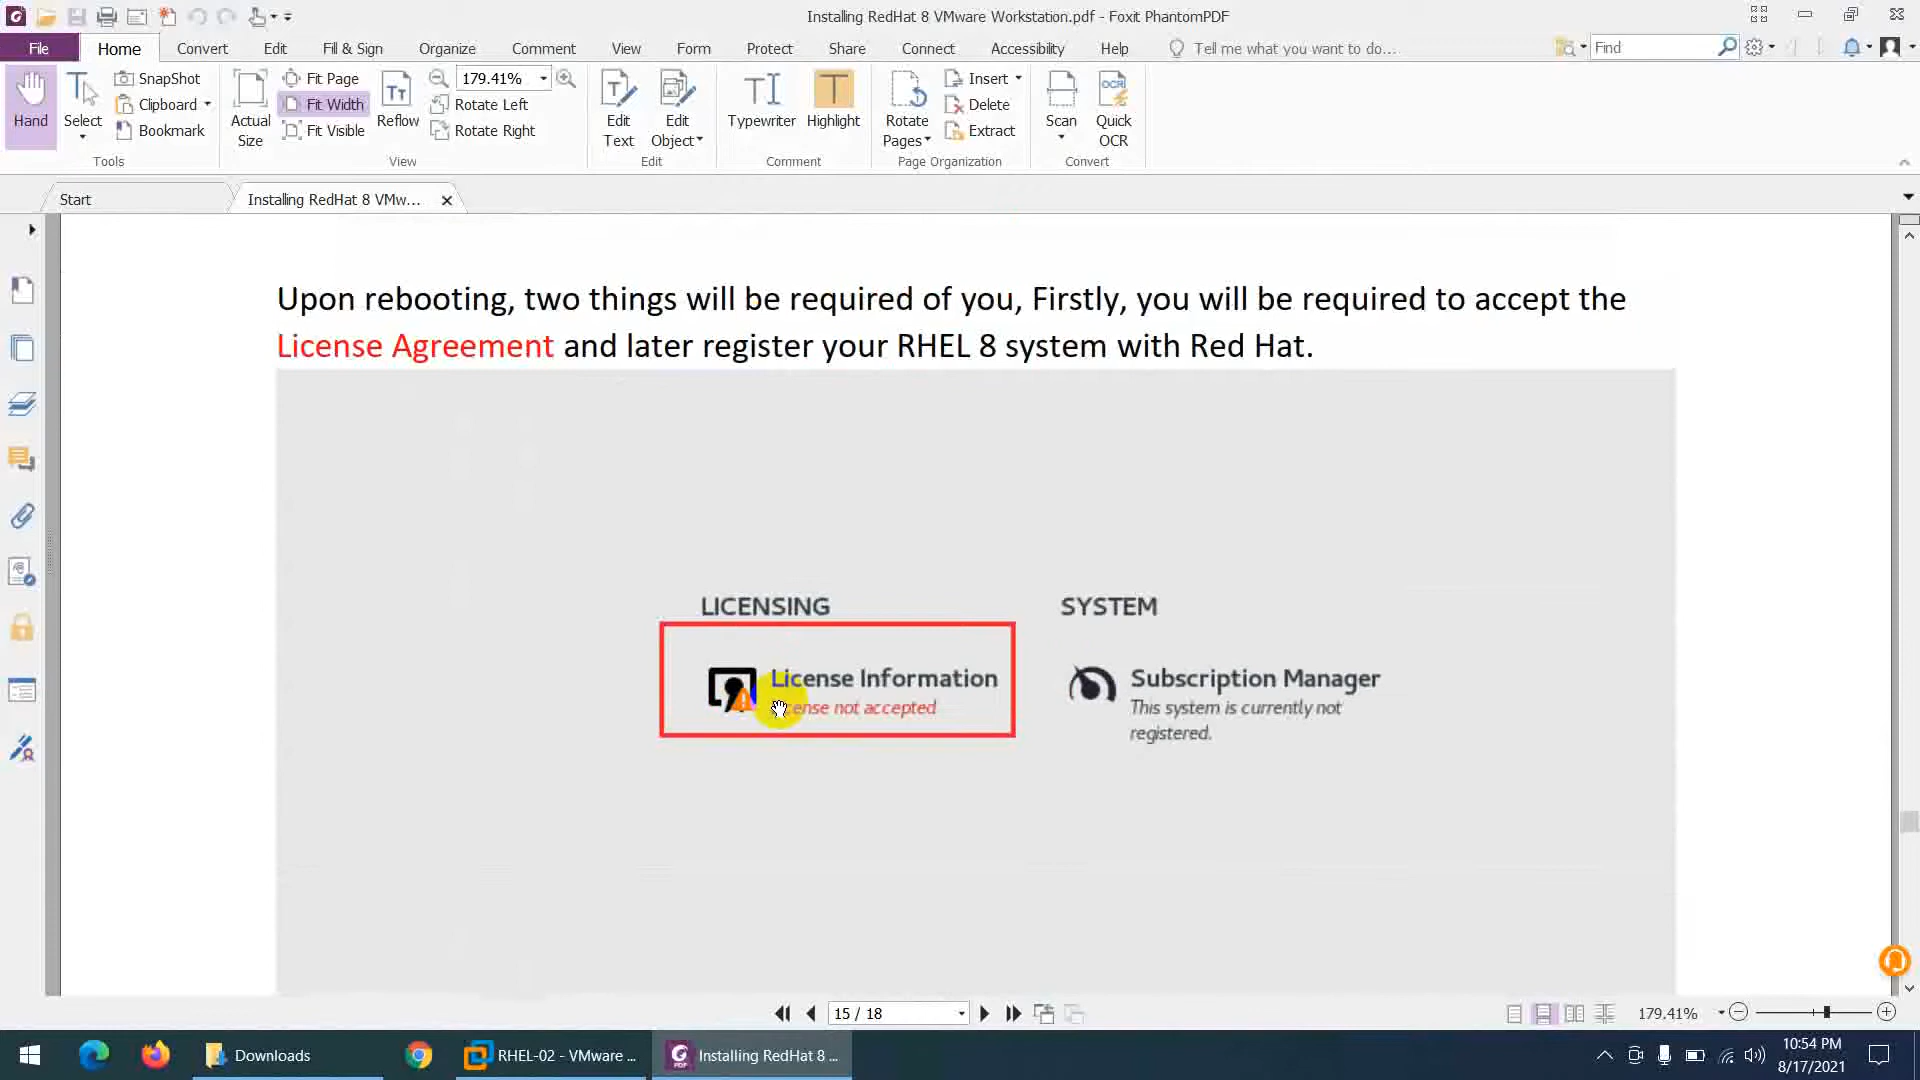 Installing RedHat 8 VMware Workstation.pdf - Foxit PhantomPDF
File Home Convert Edit Fill & Sign Organize Comment View Form Protect Share Connect Accessibility Help Tell me what you want to do... Find
Hand
Select
SnapShot
Clipboard
Bookmark
Tools
Actual
Size
Fit Page
Fit Width
Fit Visible
Reflow
179.41%
Rotate Left
Rotate Right
View
Edit
Text
Edit
Object
Edit
Typewriter
Highlight
Comment
Rotate
Pages
Insert
Delete
Extract
Page Organization
Scan
Quick
OCR
Convert
Start
Installing RedHat 8 VMw...
Upon rebooting, two things will be required of you, Firstly, you will be required to accept the
License Agreement and later register your RHEL 8 system with Red Hat.
LICENSING
License Information
not accepted
SYSTEM
Subscription Manager
This system is currently not
registered.
15 / 18
179.41%
Downloads
RHEL-02 - VMware ...
Installing RedHat 8 ...
10:54 PM
8/17/2021